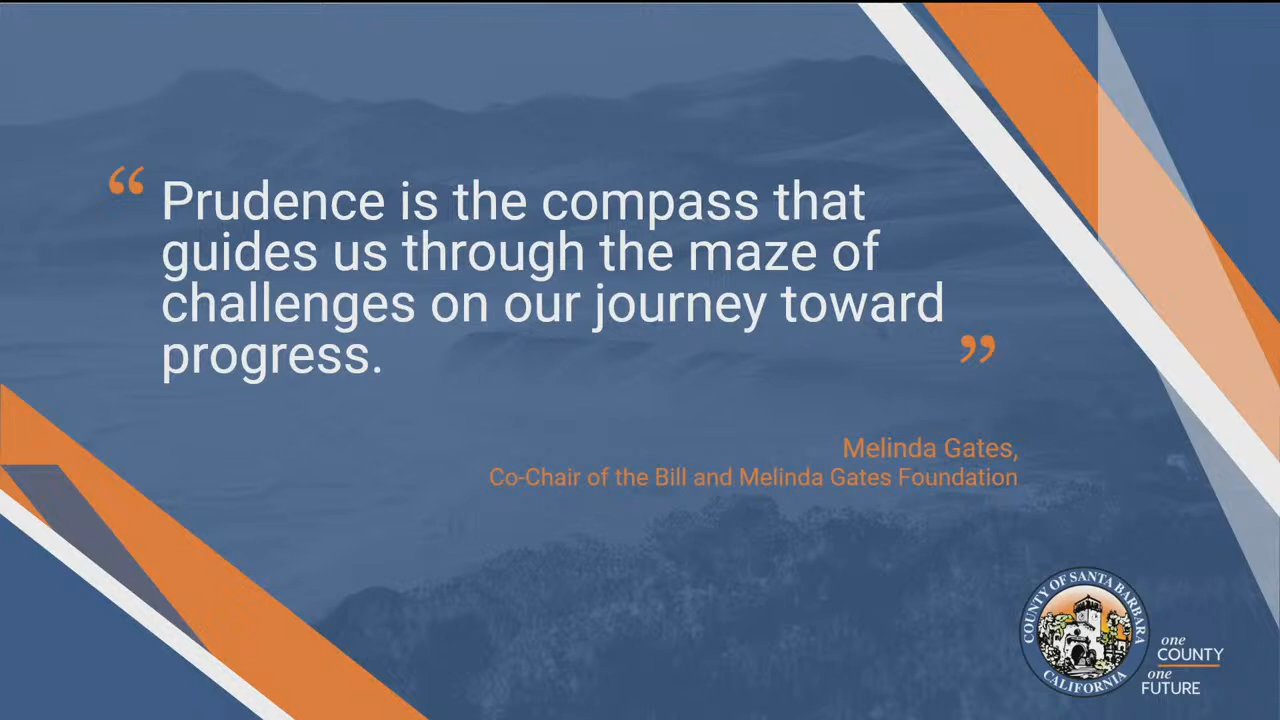 “Prudence is the compass that
guides us through the maze of
challenges on our journey toward
progress.”
Melinda Gates,
Co-Chair of the Bill and Melinda Gates Foundation
COUNTY OF SANTA BARBARA
CALIFORNIA
one
COUNTY
one
FUTURE